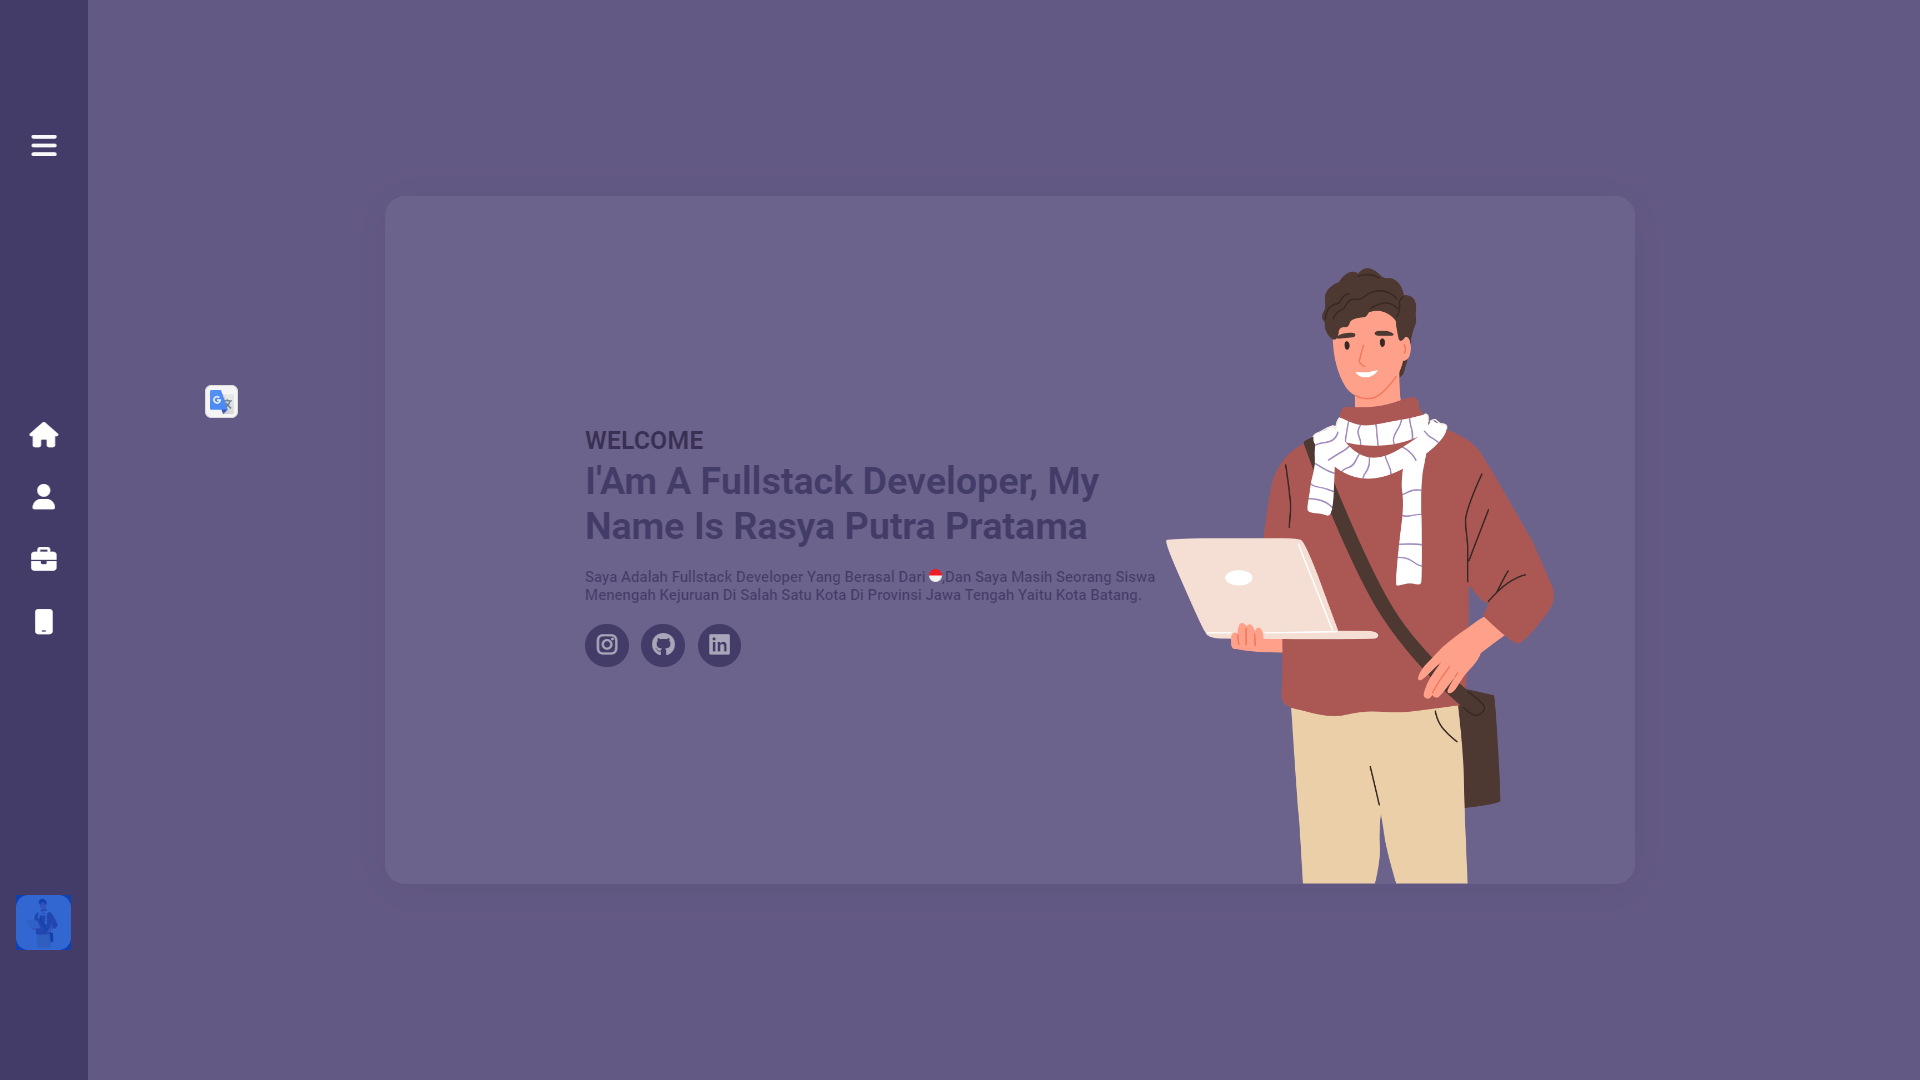 WELCOME
I'Am A Fullstack Developer, My
Name Is Rasya Putra Pratama
Saya Adalah Fullstack Developer Yang Berasal Dari 🇮🇩,Dan Saya Masih Seorang Siswa
Menengah Kejuruan Di Salah Satu Kota Di Provinsi Jawa Tengah Yaitu Kota Batang.